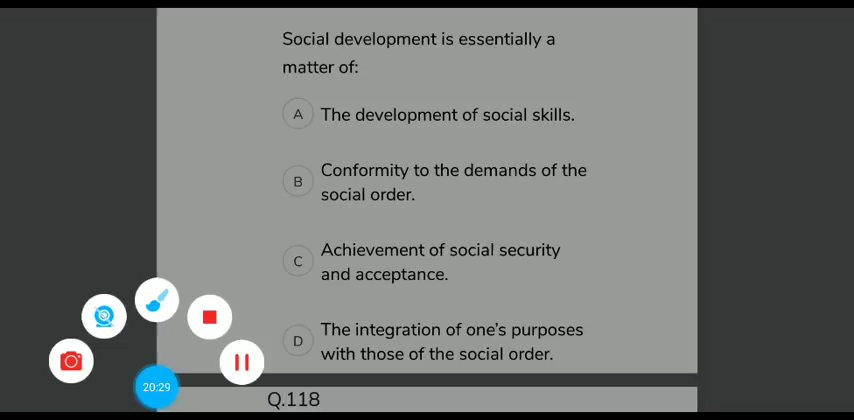 Social development is essentially a
matter of:
A The development of social skills.
B Conformity to the demands of the
social order.
C Achievement of social security
and acceptance.
D The integration of one's purposes
with those of the social order.
20:29
Q.118